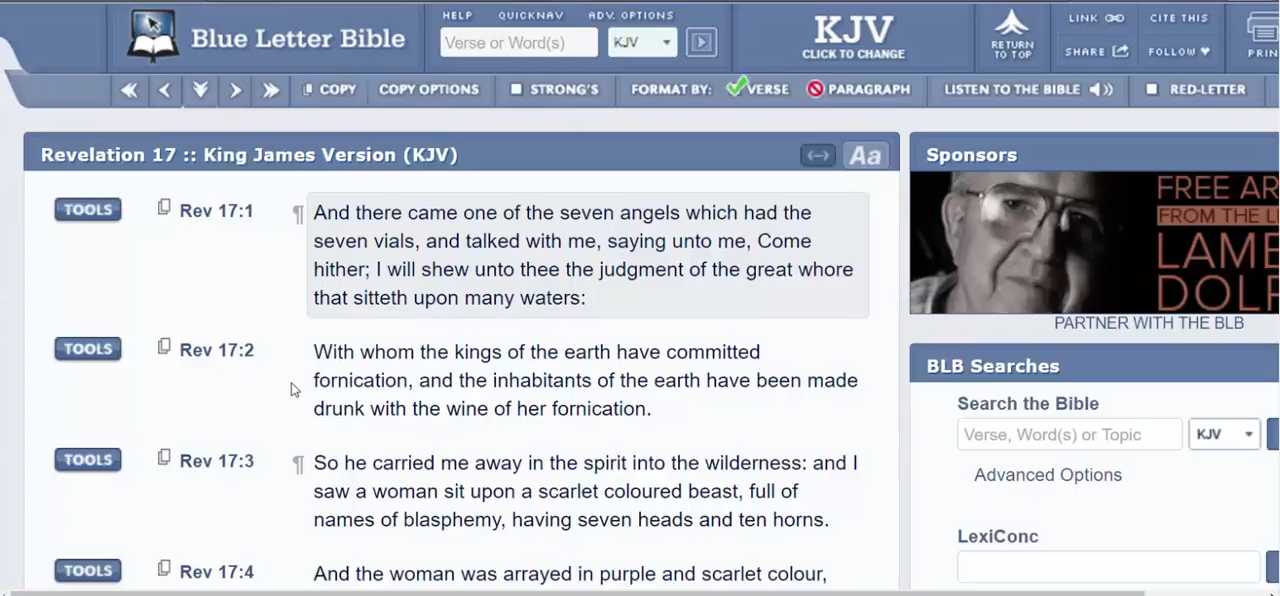 HELP QUICKNAV ADV. OPTIONS
Blue Letter Bible
Verse or Word(s) KJV
KJV
CLICK TO CHANGE
RETURN
TO TOP
LINK CITE THIS
SHARE FOLLOW
PRIN
COPY COPY OPTIONS STRONG'S FORMAT BY: VERSE PARAGRAPH LISTEN TO THE BIBLE RED-LETTER
Revelation 17 :: King James Version (KJV) Aa
TOOLS Rev 17:1 ¶ And there came one of the seven angels which had the
seven vials, and talked with me, saying unto me, Come
hither; I will shew unto thee the judgment of the great whore
that sitteth upon many waters:
TOOLS Rev 17:2 With whom the kings of the earth have committed
fornication, and the inhabitants of the earth have been made
drunk with the wine of her fornication.
TOOLS Rev 17:3 ¶ So he carried me away in the spirit into the wilderness: and I
saw a woman sit upon a scarlet coloured beast, full of
names of blasphemy, having seven heads and ten horns.
TOOLS Rev 17:4 And the woman was arrayed in purple and scarlet colour,
Sponsors
FREE AR
FROM THE L
LAME
DOLP
PARTNER WITH THE BLB
BLB Searches
Search the Bible
Verse, Word(s) or Topic KJV
Advanced Options
LexiConc